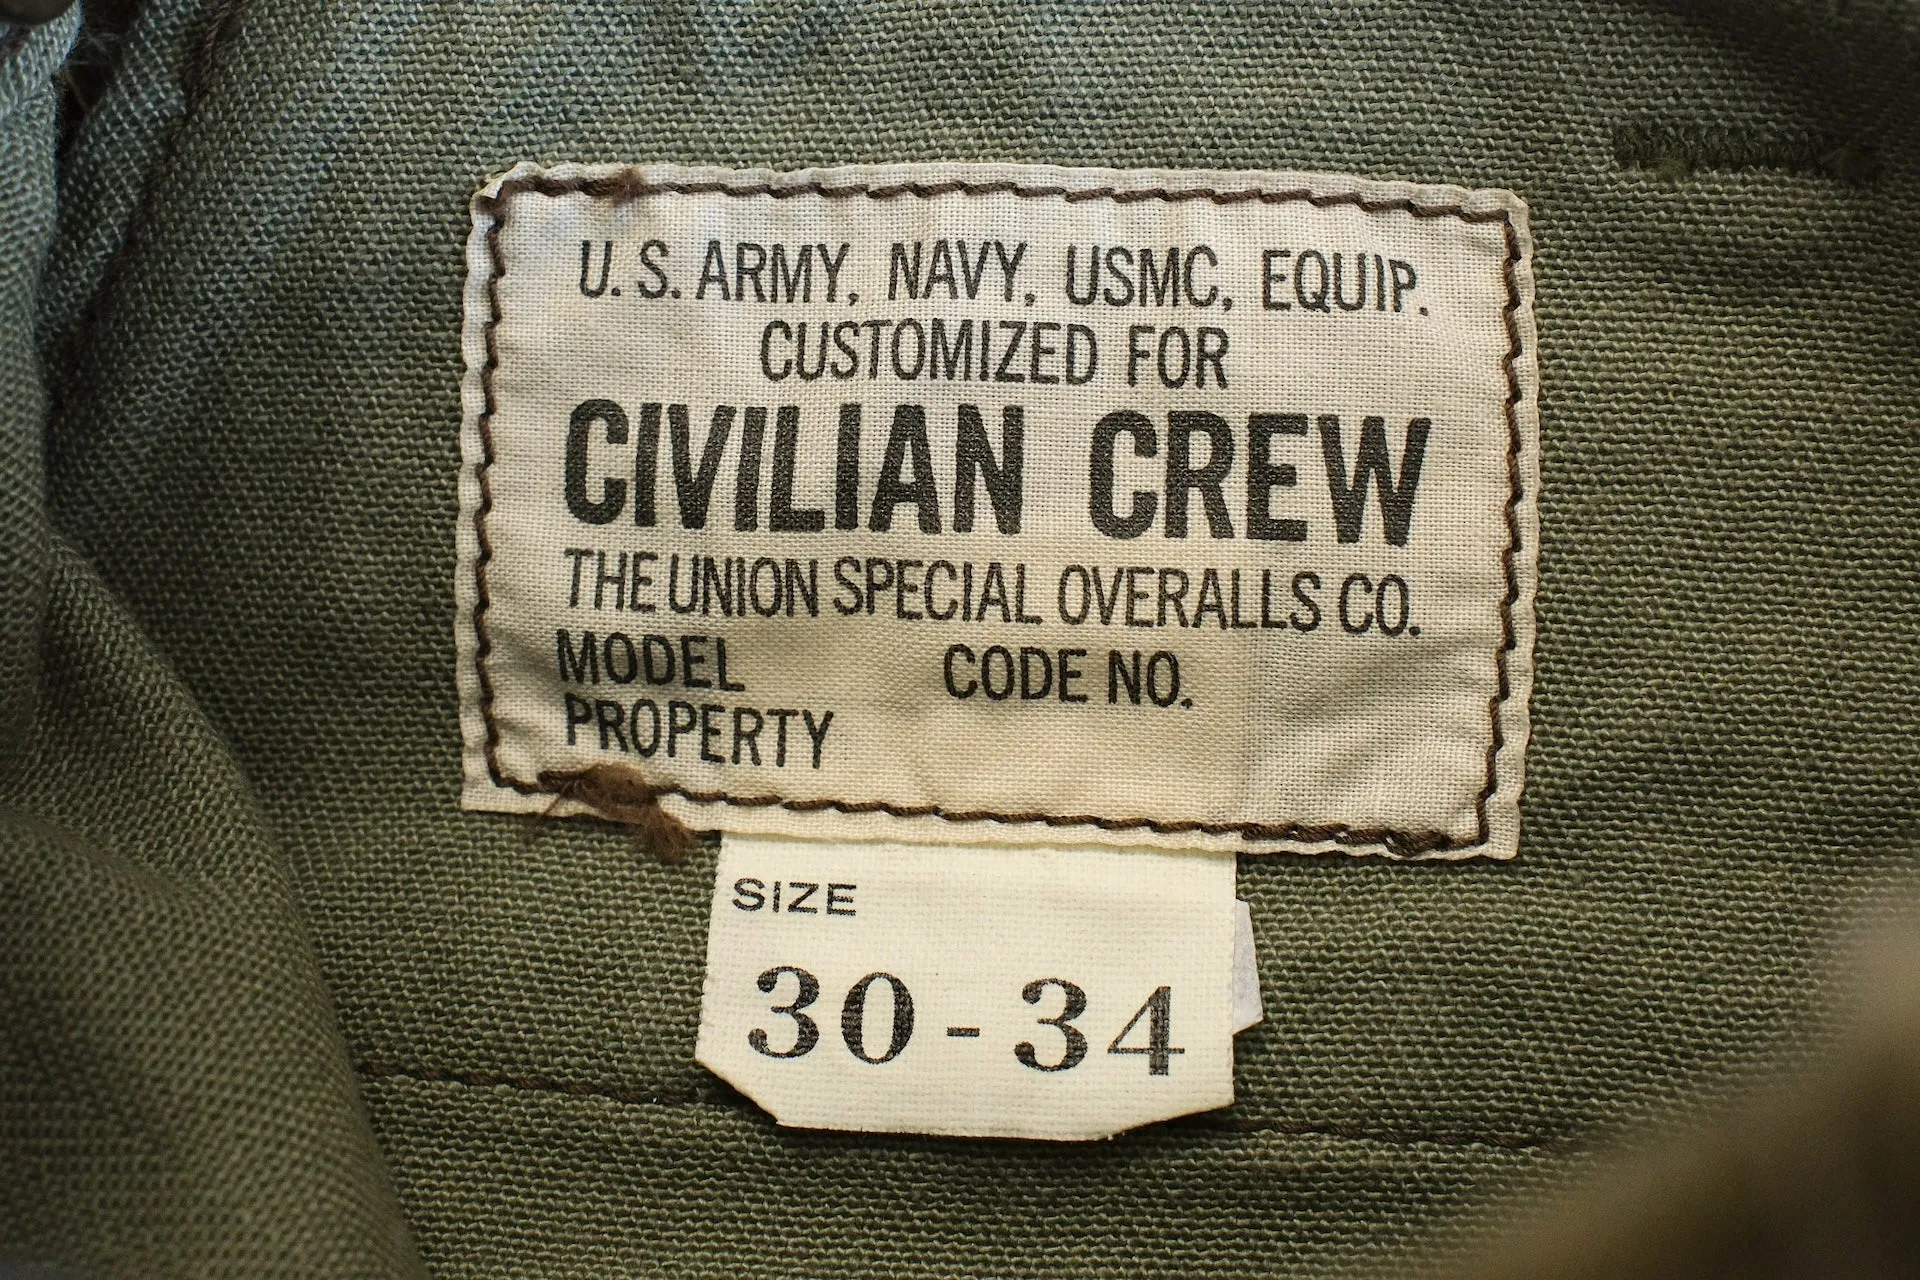 U.S. ARMY, NAVY, USMC, EQUIP.
CUSTOMIZED FOR
CIVILIAN CREW
THE UNION SPECIAL OVERALLS CO.
MODEL CODE NO.
PROPERTY
SIZE
30-34